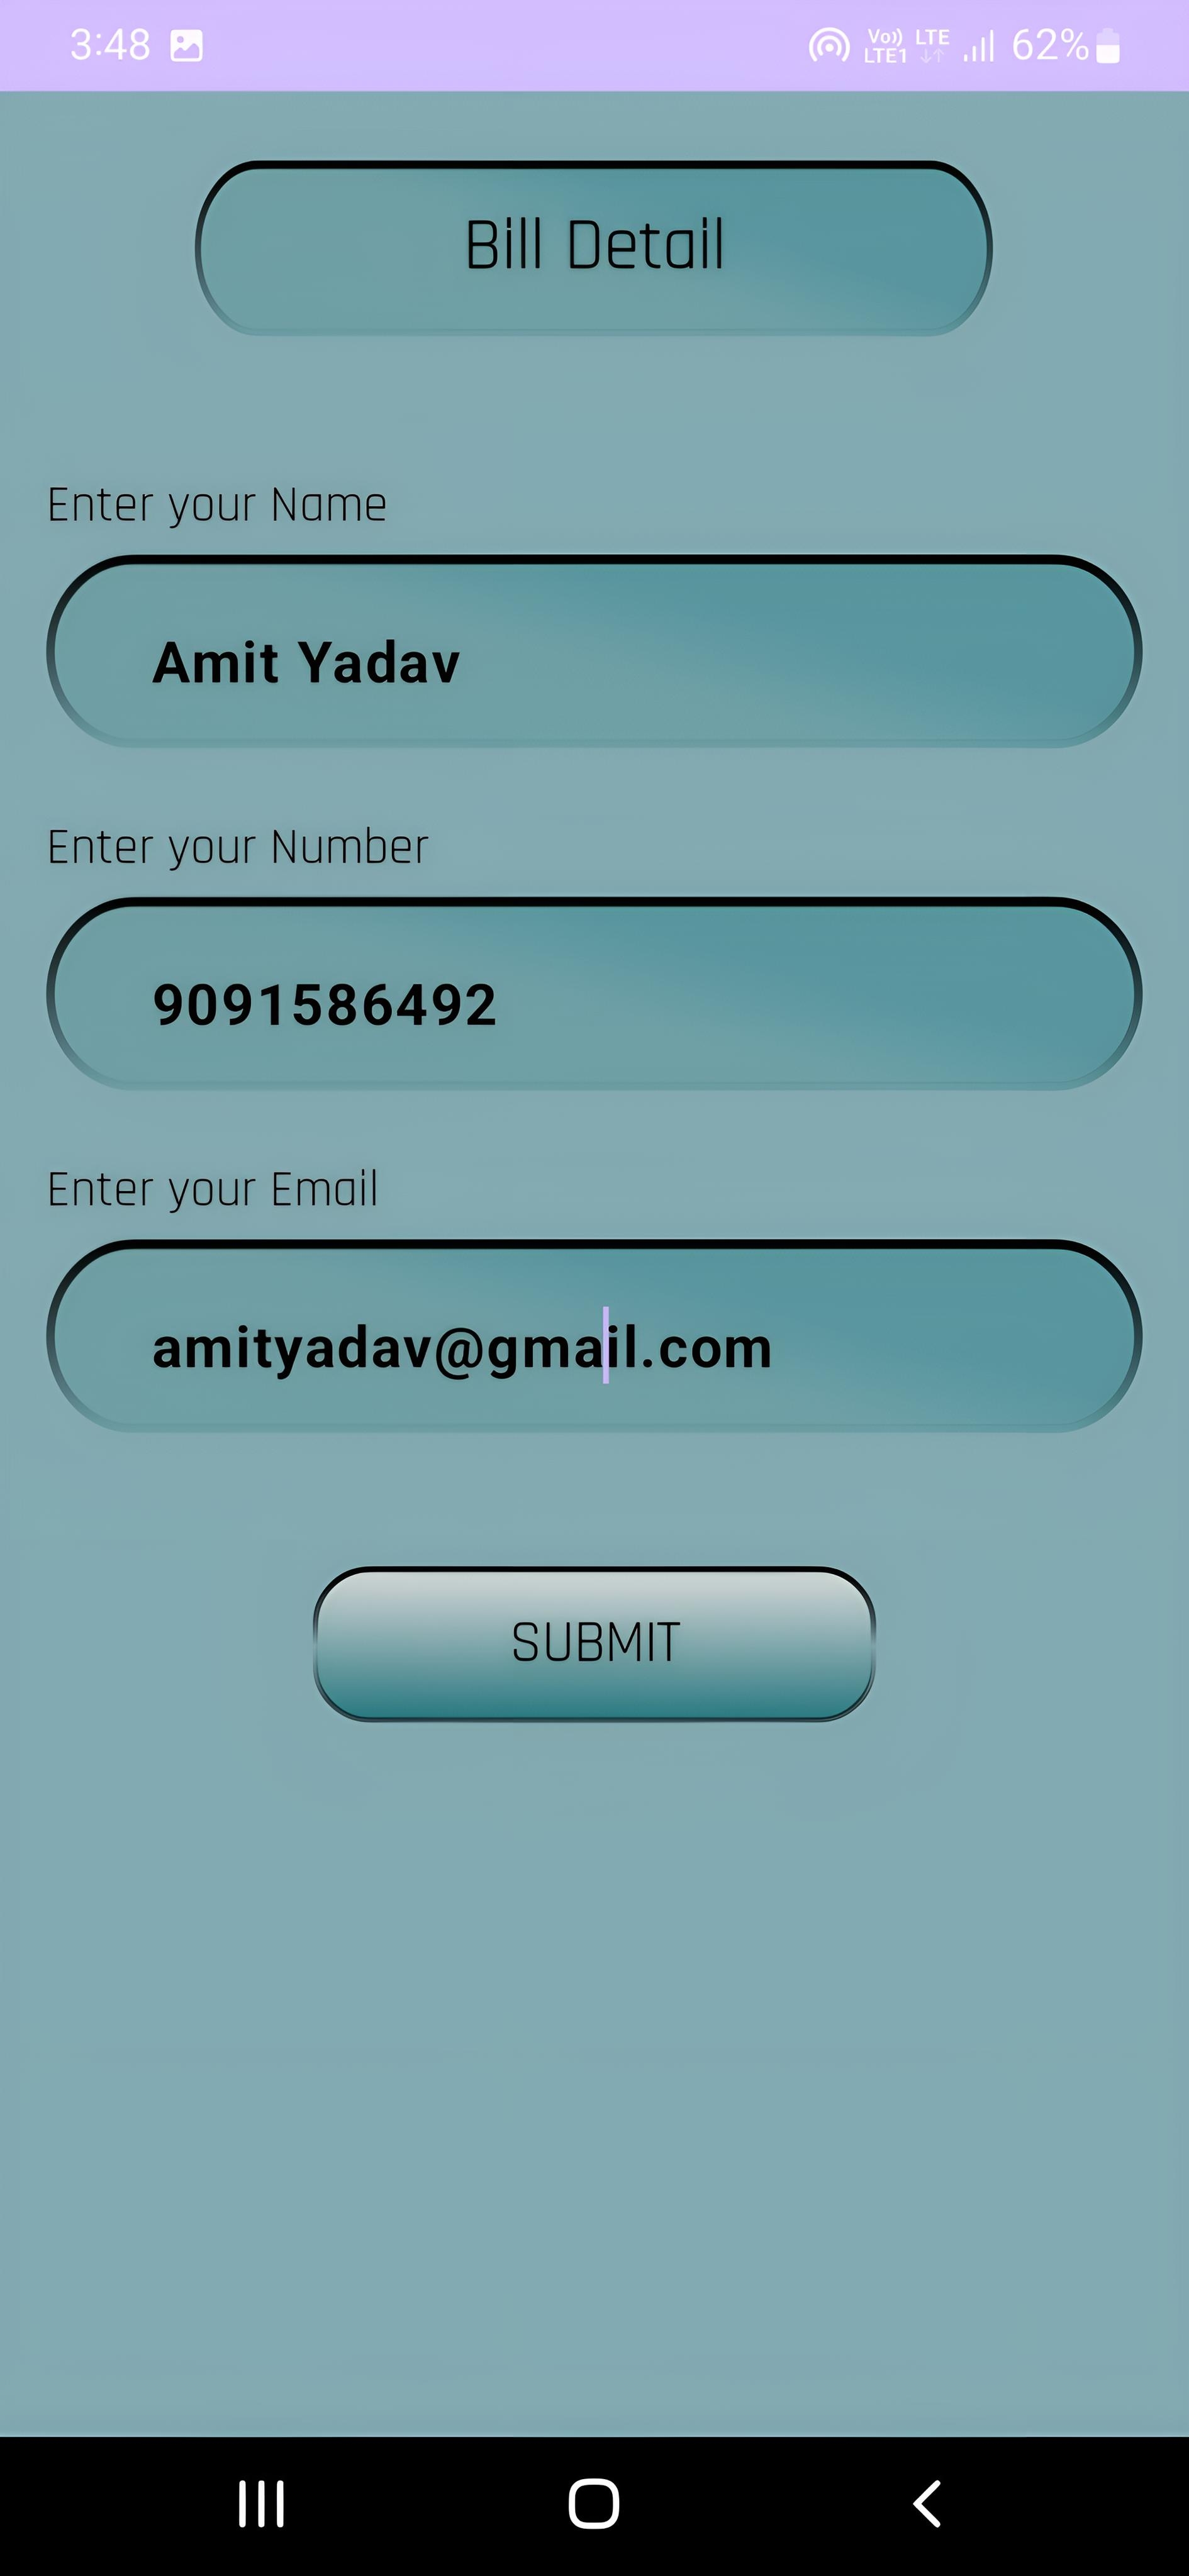 3:48 Vo)) LTE1 LTE 62%
Bill Detail
Enter your Name
Amit Yadav
Enter your Number
9091586492
Enter your Email
amityadav@gmail.com
SUBMIT